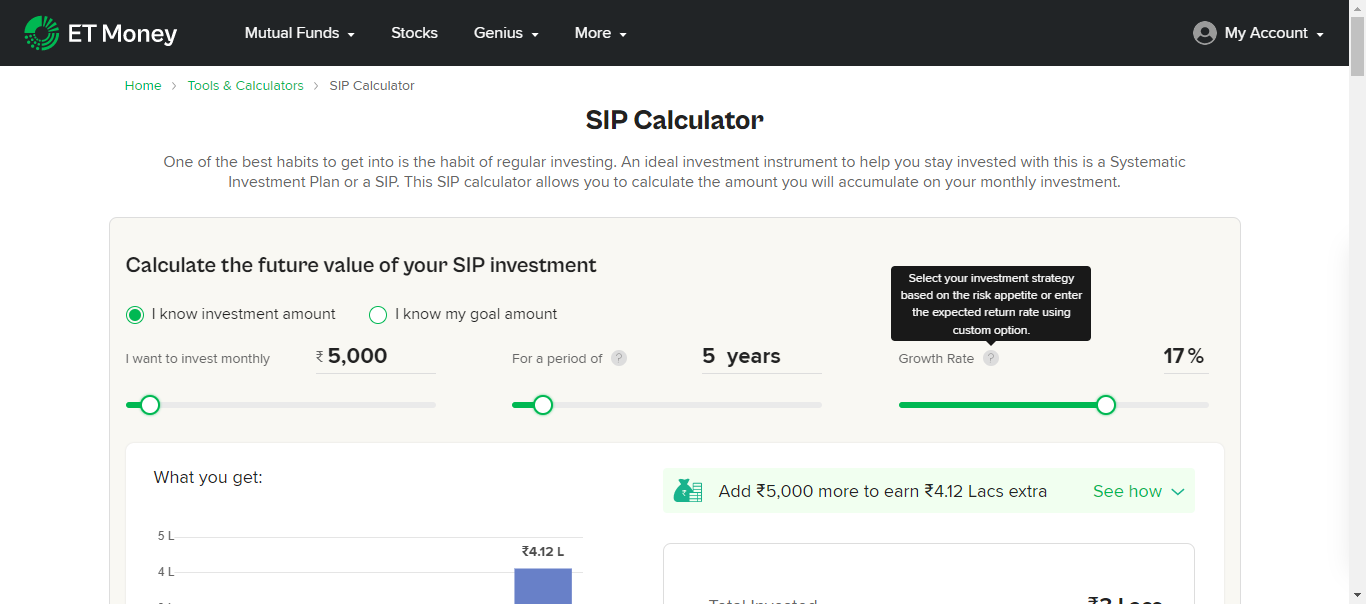 ET Money
Mutual Funds
Stocks
Genius
More
My Account
Home > Tools & Calculators > SIP Calculator
SIP Calculator
One of the best habits to get into is the habit of regular investing. An ideal investment instrument to help you stay invested with this is a Systematic
Investment Plan or a SIP. This SIP calculator allows you to calculate the amount you will accumulate on your monthly investment.
Calculate the future value of your SIP investment
Select your investment strategy
based on the risk appetite or enter
the expected return rate using
custom option.
I know investment amount
I know my goal amount
I want to invest monthly
₹ 5,000
For a period of ?
5 years
Growth Rate ?
17 %
What you get:
Add ₹5,000 more to earn ₹4.12 Lacs extra
See how
5 L
₹4.12 L
4 L
Total Invested